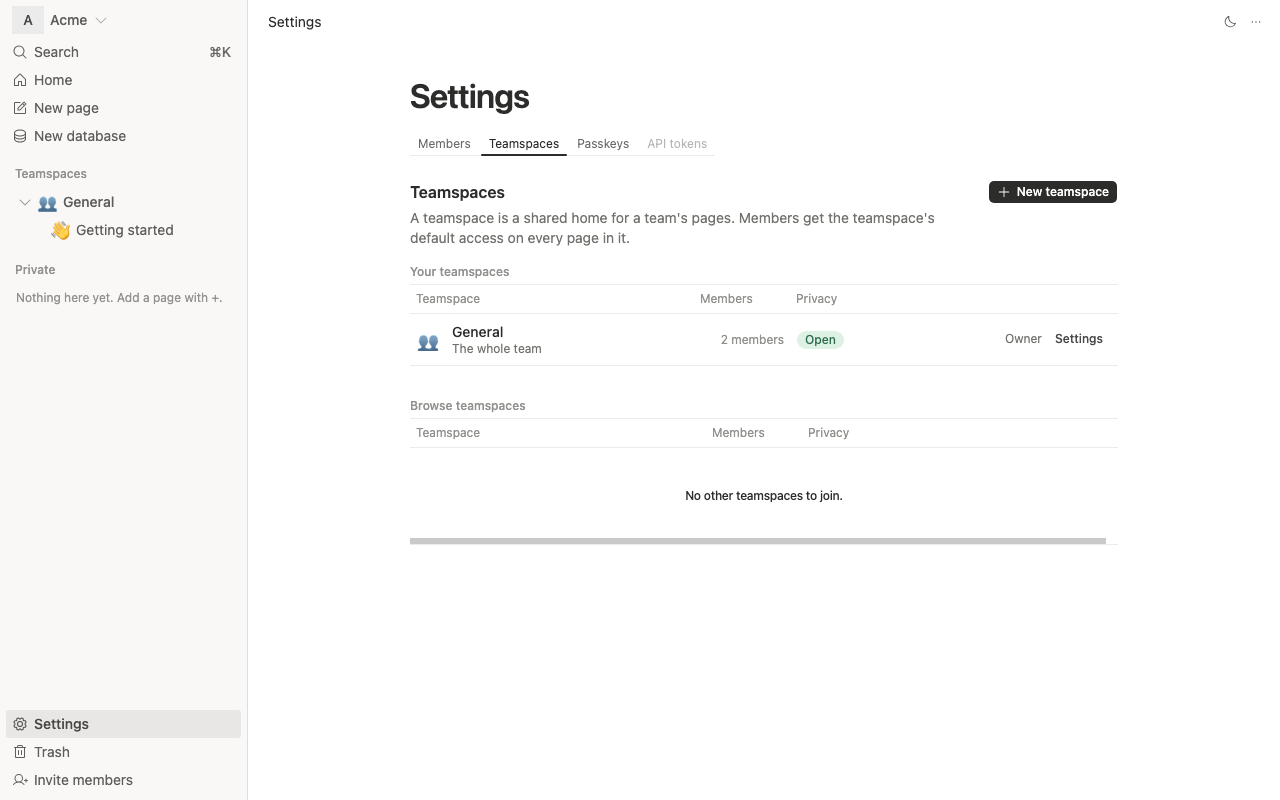 A Acme
Search ⌘K
Home
New page
New database
Teamspaces
General
Getting started
Private
Nothing here yet. Add a page with +.
Settings
Trash
Invite members
Settings
Settings
Members Teamspaces Passkeys API tokens
Teamspaces
New teamspace
A teamspace is a shared home for a team's pages. Members get the teamspace's
default access on every page in it.
Your teamspaces
Teamspace Members Privacy
General
The whole team
2 members Open Owner Settings
Browse teamspaces
Teamspace Members Privacy
No other teamspaces to join.